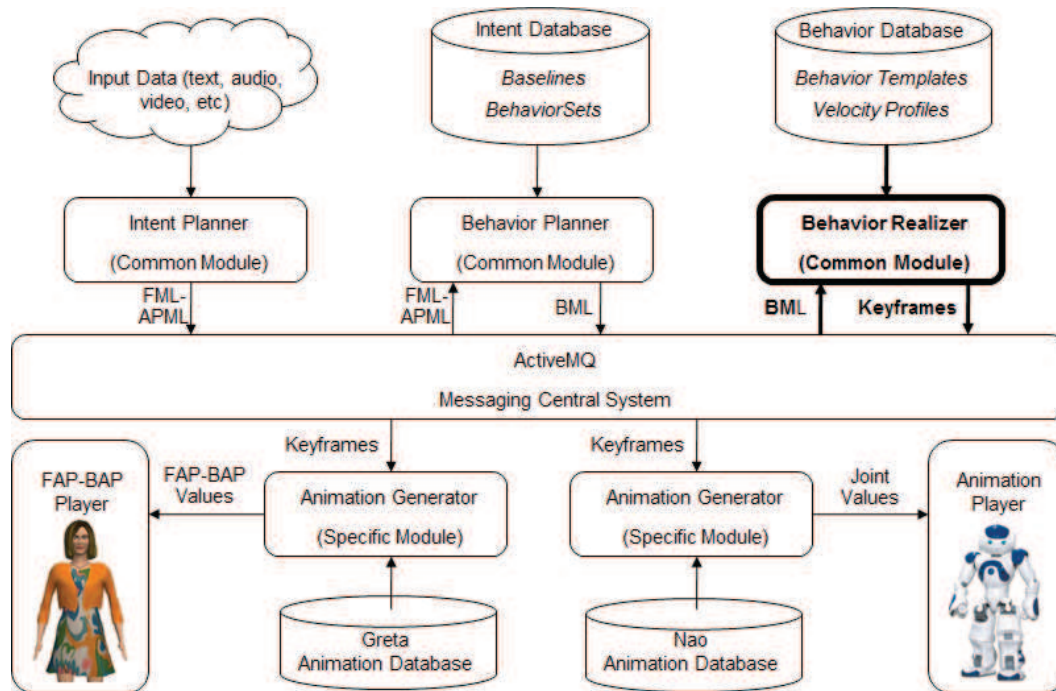 Input Data (text, audio,
video, etc)
Intent Database
Baselines
BehaviorSets
Behavior Database
Behavior Templates
Velocity Profiles
Intent Planner
(Common Module)
Behavior Planner
(Common Module)
Behavior Realizer
(Common Module)
FML-
APML
FML-
APML
BML
BML
Keyframes
ActiveMQ
Messaging Central System
Keyframes
Keyframes
FAP-BAP
Player
FAP-BAP
Values
Animation Generator
(Specific Module)
Animation Generator
(Specific Module)
Joint
Values
Animation
Player
Greta
Animation Database
Nao
Animation Database